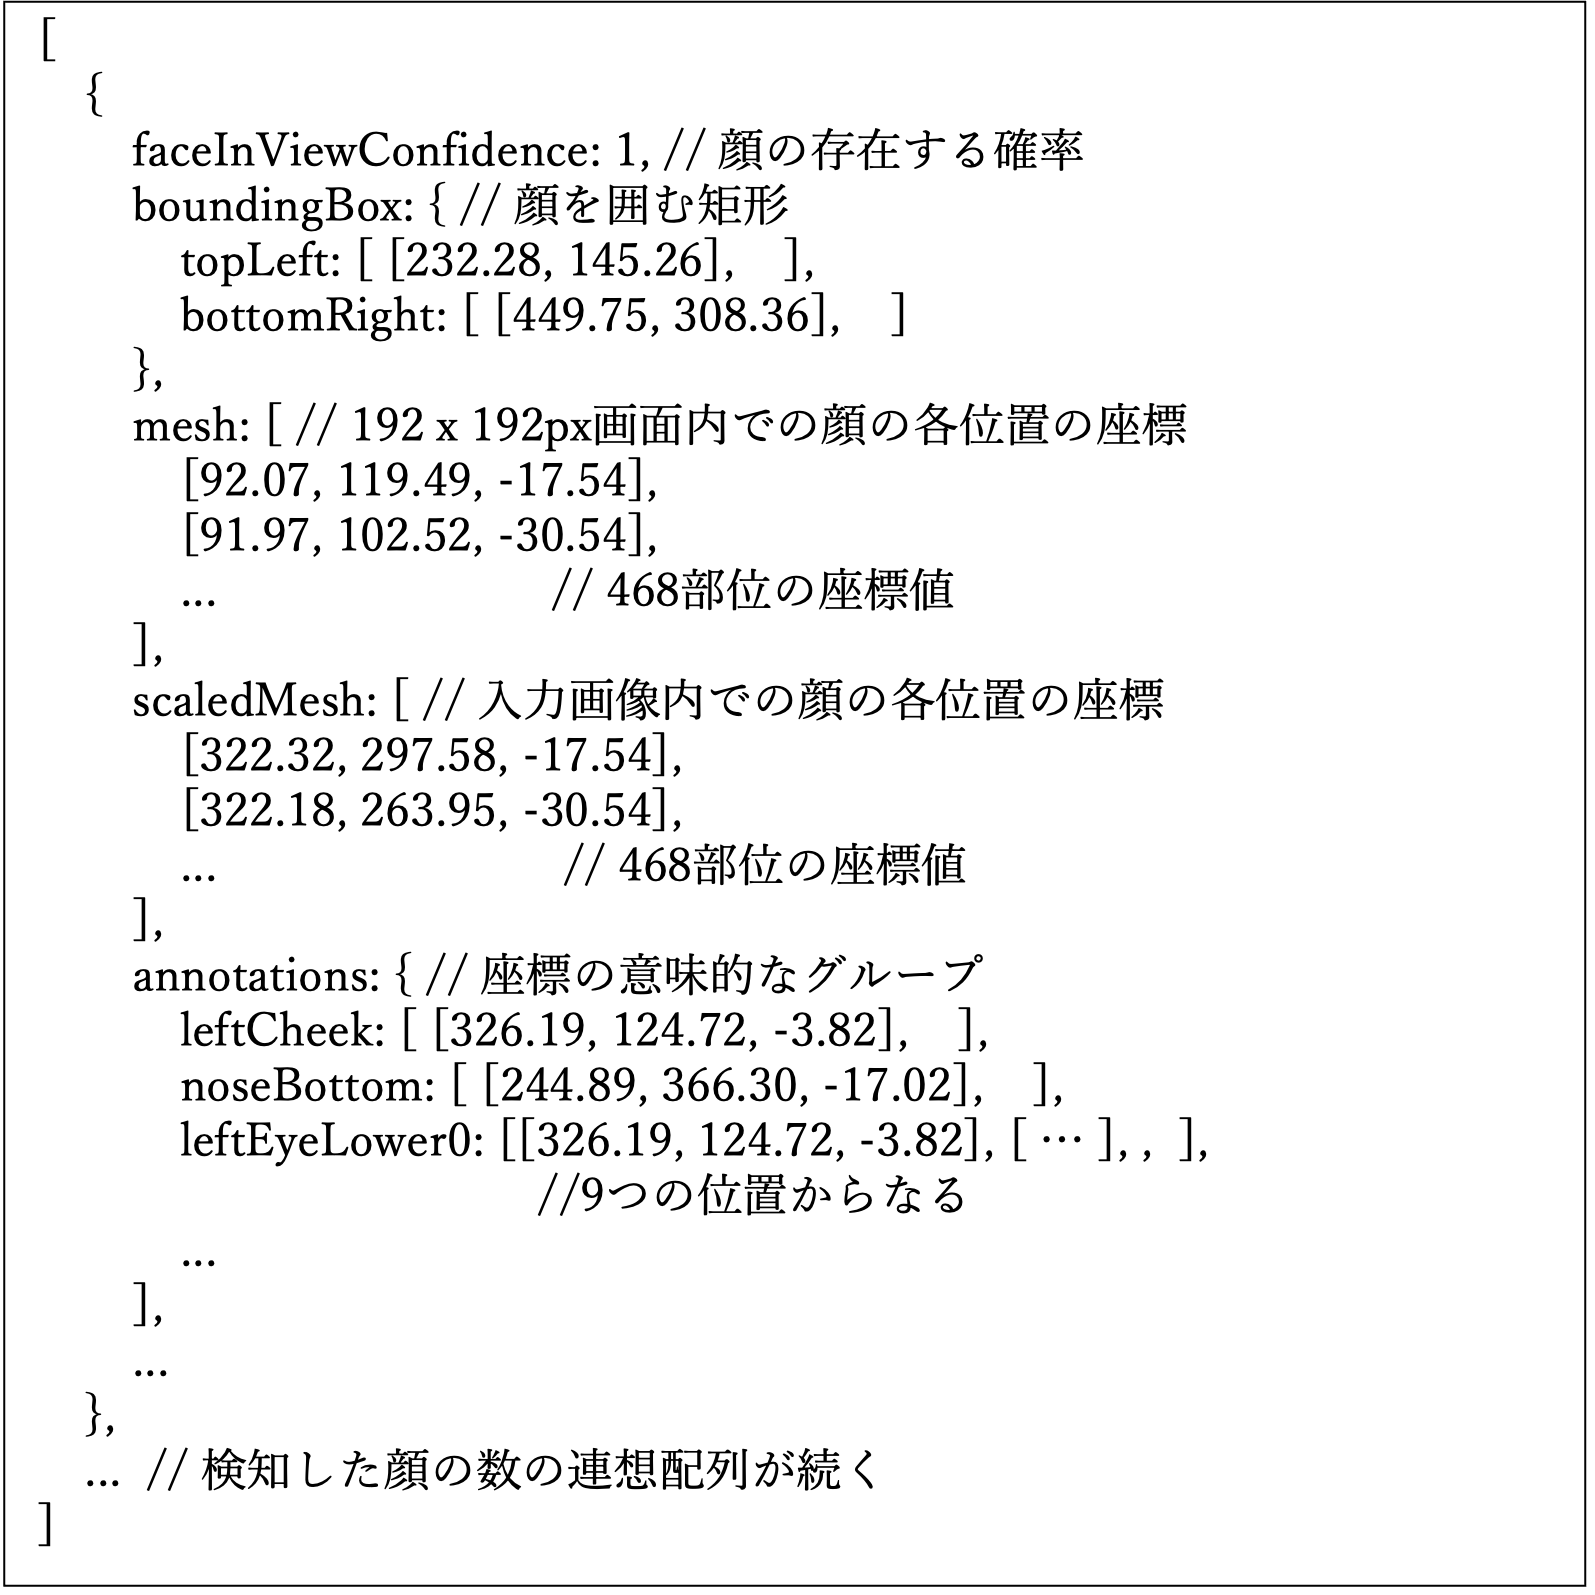 [
{
faceInViewConfidence: 1, // 顔の存在する確率
boundingBox: { // 顔を囲む矩形
topLeft: [ [232.28, 145.26], ],
bottomRight: [ [449.75, 308.36], ]
},
mesh: [ // 192 x 192px画面内での顔の各位置の座標
[92.07, 119.49, -17.54],
[91.97, 102.52, -30.54],
... // 468部位の座標値
],
scaledMesh: [ // 入力画像内での顔の各位置の座標
[322.32, 297.58, -17.54],
[322.18, 263.95, -30.54],
... // 468部位の座標値
],
annotations: { // 座標の意味的なグループ
leftCheek: [ [326.19, 124.72, -3.82], ],
noseBottom: [ [244.89, 366.30, -17.02], ],
leftEyeLower0: [[326.19, 124.72, -3.82], [ … ], , ],
//9つの位置からなる
...
],
...
},
... // 検知した顔の数の連想配列が続く
]